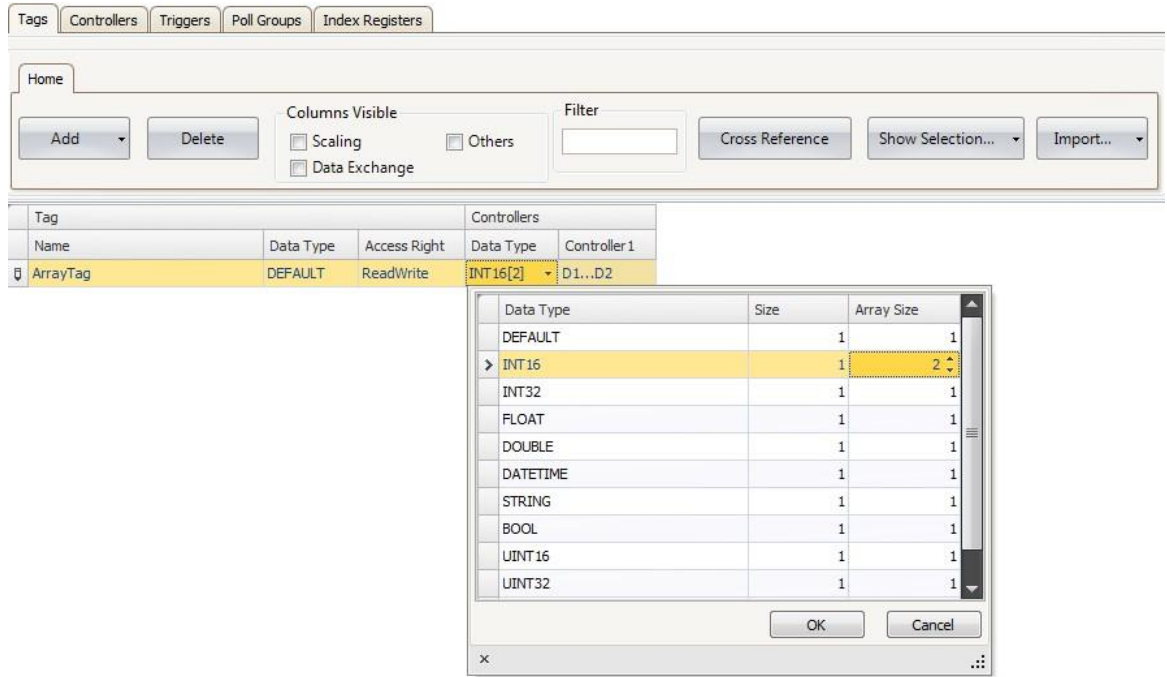 Tags Controllers Triggers Poll Groups Index Registers
Home
Columns Visible Filter
Add Delete Scaling Others Cross Reference Show Selection... Import...
Data Exchange
Tag Controllers
Name Data Type Access Right Data Type Controller1
ArrayTag DEFAULT ReadWrite INT16[2] D1...D2
Data Type Size Array Size
DEFAULT 1 1
INT16 1 2
INT32 1 1
FLOAT 1 1
DOUBLE 1 1
DATETIME 1 1
STRING 1 1
BOOL 1 1
UINT16 1 1
UINT32 1 1
OK Cancel